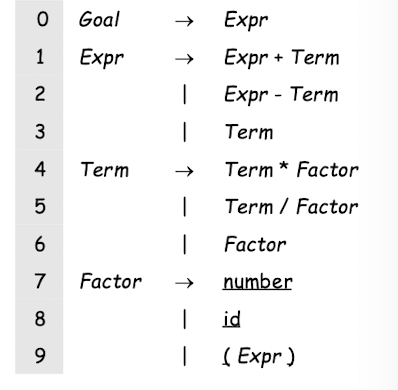 0 Goal → Expr
1 Expr → Expr + Term
2 | Expr - Term
3 | Term
4 Term → Term * Factor
5 | Term / Factor
6 | Factor
7 Factor → number
8 | id
9 | ( Expr )